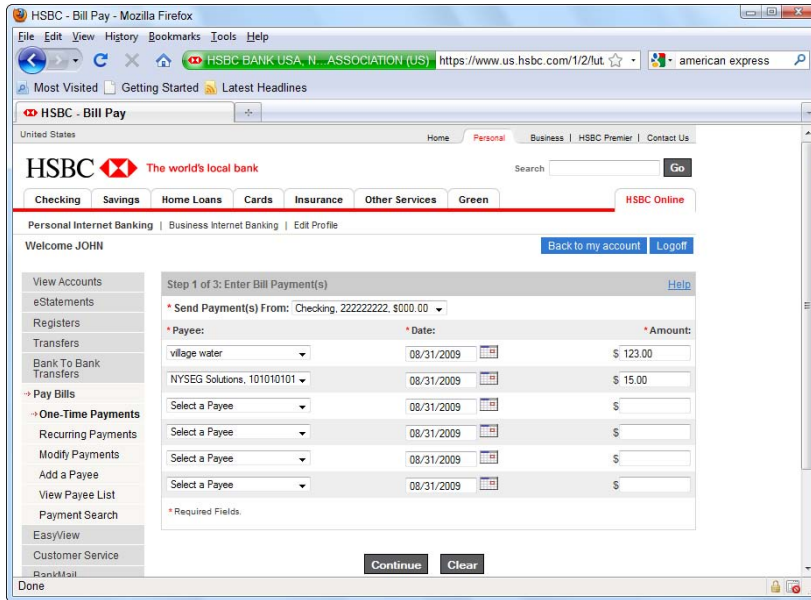 HSBC - Bill Pay - Mozilla Firefox
File Edit View History Bookmarks Tools Help
HSBC BANK USA, N...ASSOCIATION (US) https://www.us.hsbc.com/1/2/fut american express
Most Visited Getting Started Latest Headlines
HSBC - Bill Pay
United States Home Personal Business | HSBC Premier | Contact Us
HSBC The world's local bank Search Go
Checking Savings Home Loans Cards Insurance Other Services Green HSBC Online
Personal Internet Banking | Business Internet Banking | Edit Profile
Welcome JOHN Back to my account Logoff
View Accounts
eStatements
Registers
Transfers
Bank To Bank
Transfers
Pay Bills
One-Time Payments
Recurring Payments
Modify Payments
Add a Payee
View Payee List
Payment Search
EasyView
Customer Service
BankMail
Step 1 of 3: Enter Bill Payment(s) Help
* Send Payment(s) From: Checking, 222222222, $000.00
* Payee: * Date: * Amount:
village water 08/31/2009 $ 123.00
NYSEG Solutions, 101010101 08/31/2009 $ 15.00
Select a Payee 08/31/2009 $
Select a Payee 08/31/2009 $
Select a Payee 08/31/2009 $
Select a Payee 08/31/2009 $
* Required Fields.
Continue Clear
Done